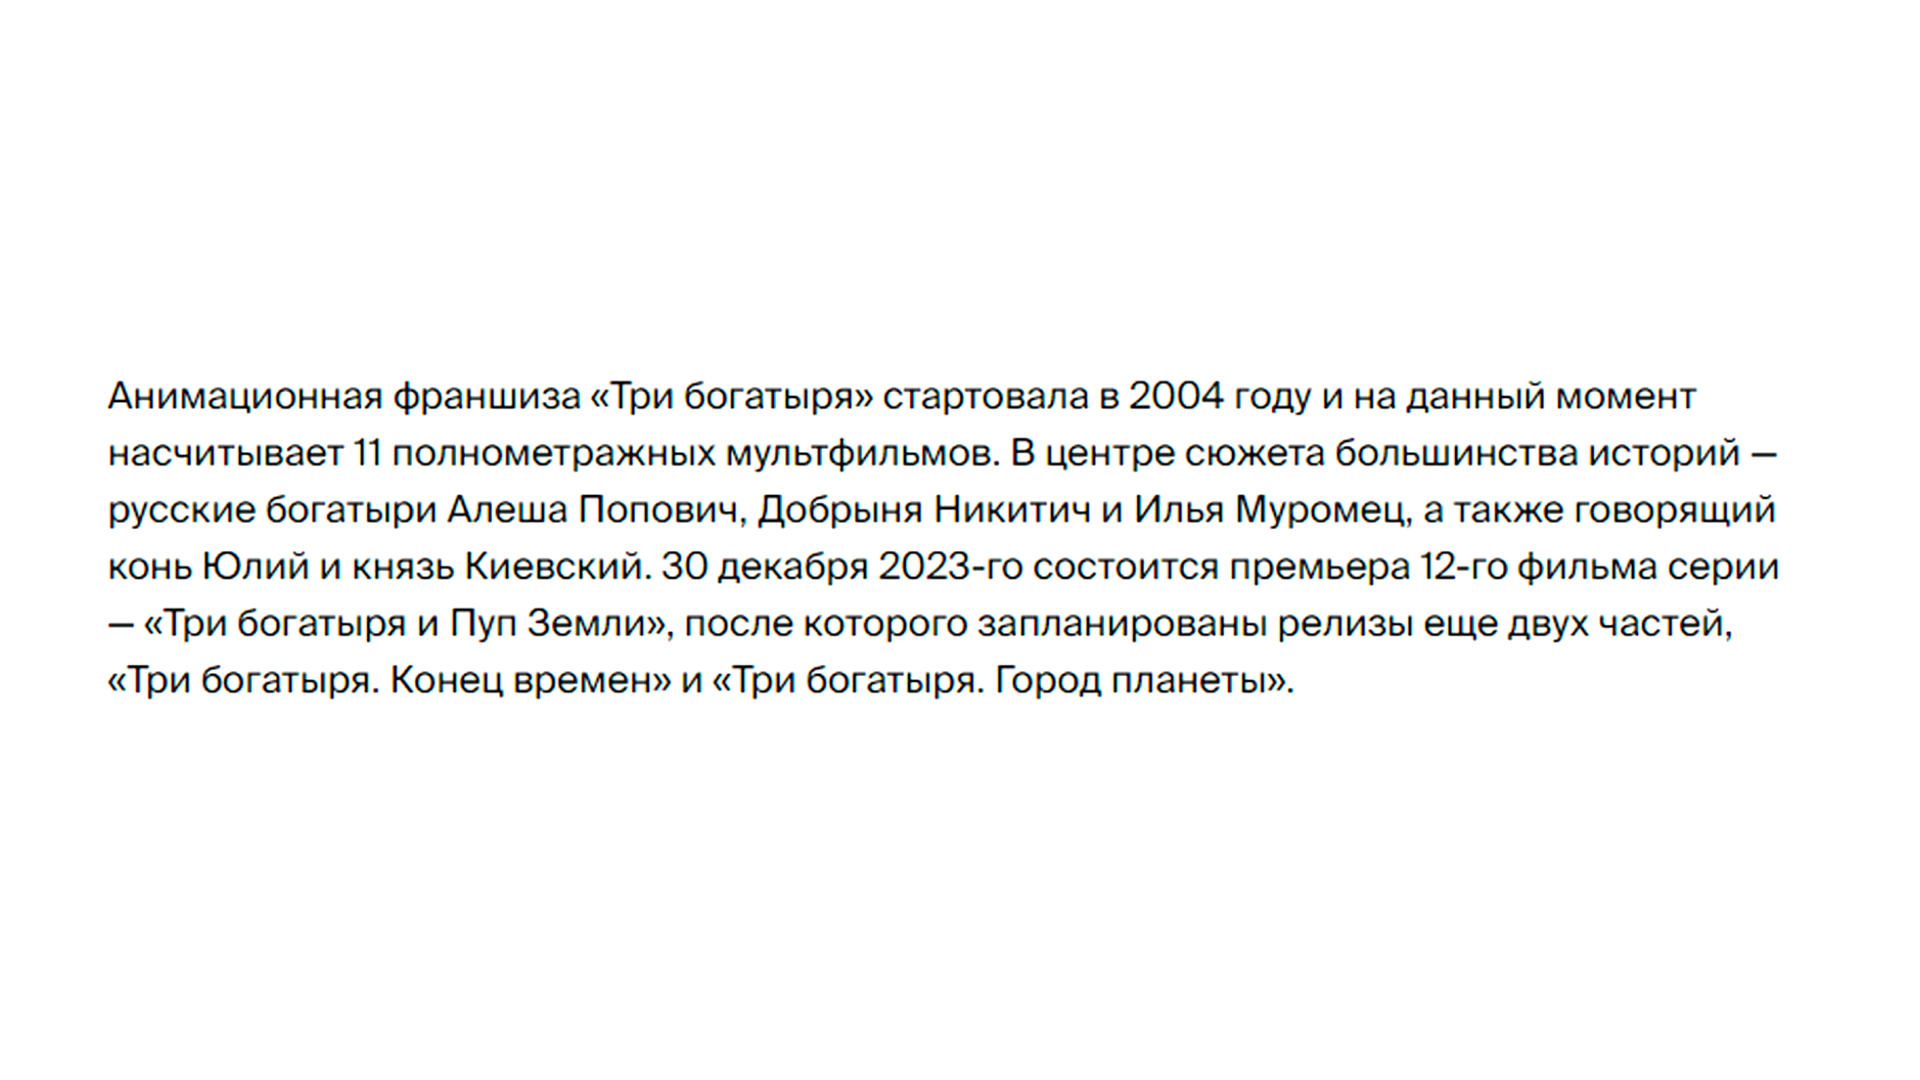 Анимационная франшиза «Три богатыря» стартовала в 2004 году и на данный момент
насчитывает 11 полнометражных мультфильмов. В центре сюжета большинства историй —
русские богатыри Алеша Попович, Добрыня Никитич и Илья Муромец, а также говорящий
конь Юлий и князь Киевский. 30 декабря 2023-го состоится премьера 12-го фильма серии
— «Три богатыря и Пуп Земли», после которого запланированы релизы еще двух частей,
«Три богатыря. Конец времен» и «Три богатыря. Город планеты».